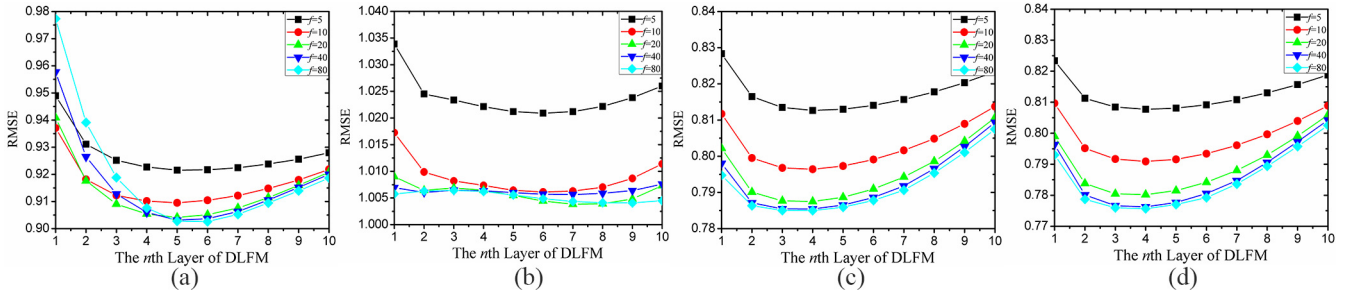 0.98
0.97
0.96
0.95
0.94
0.93
0.92
0.91
0.90
RMSE
f=5
f=10
f=20
f=40
f=80
1 2 3 4 5 6 7 8 9 10
The nth Layer of DLFM
(a)
1.040
1.035
1.030
1.025
1.020
1.015
1.010
1.005
1.000
RMSE
f=5
f=10
f=20
f=40
f=80
1 2 3 4 5 6 7 8 9 10
The nth Layer of DLFM
(b)
0.84
0.83
0.82
0.81
0.80
0.79
0.78
RMSE
f=5
f=10
f=20
f=40
f=80
1 2 3 4 5 6 7 8 9 10
The nth Layer of DLFM
(c)
0.84
0.83
0.82
0.81
0.80
0.79
0.78
0.77
RMSE
f=5
f=10
f=20
f=40
f=80
1 2 3 4 5 6 7 8 9 10
The nth Layer of DLFM
(d)